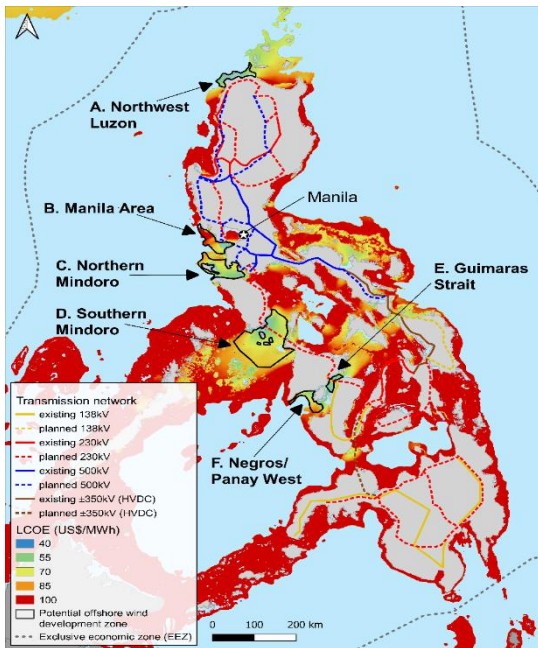 A. Northwest
Luzon
B. Manila Area
Manila
C. Northern
Mindoro
E. Guimaras
Strait
D. Southern
Mindoro
F. Negros/
Panay West
Transmission network
existing 138kV
planned 138kV
existing 230kV
planned 230kV
existing 500kV
planned 500kV
existing ±350kV (HVDC)
planned ±350kV (HVDC)
LCOE (US$/MWh)
40
55
70
85
100
Potential offshore wind
development zone
Exclusive economic zone (EEZ)
0 100 200 km